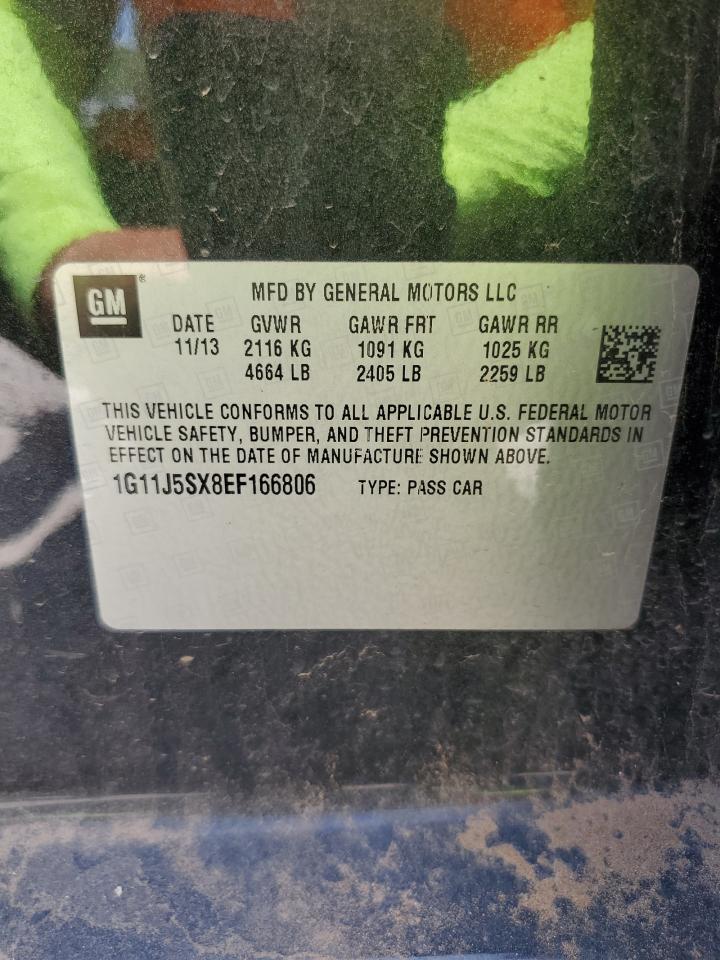 GM®
MFD BY GENERAL MOTORS LLC
DATE GVWR GAWR FRT GAWR RR
11/13 2116 KG 1091 KG 1025 KG
4664 LB 2405 LB 2259 LB
THIS VEHICLE CONFORMS TO ALL APPLICABLE U.S. FEDERAL MOTOR
VEHICLE SAFETY, BUMPER, AND THEFT PREVENTION STANDARDS IN
EFFECT ON THE DATE OF MANUFACTURE SHOWN ABOVE.
1G11J5SX8EF166806 TYPE: PASS CAR